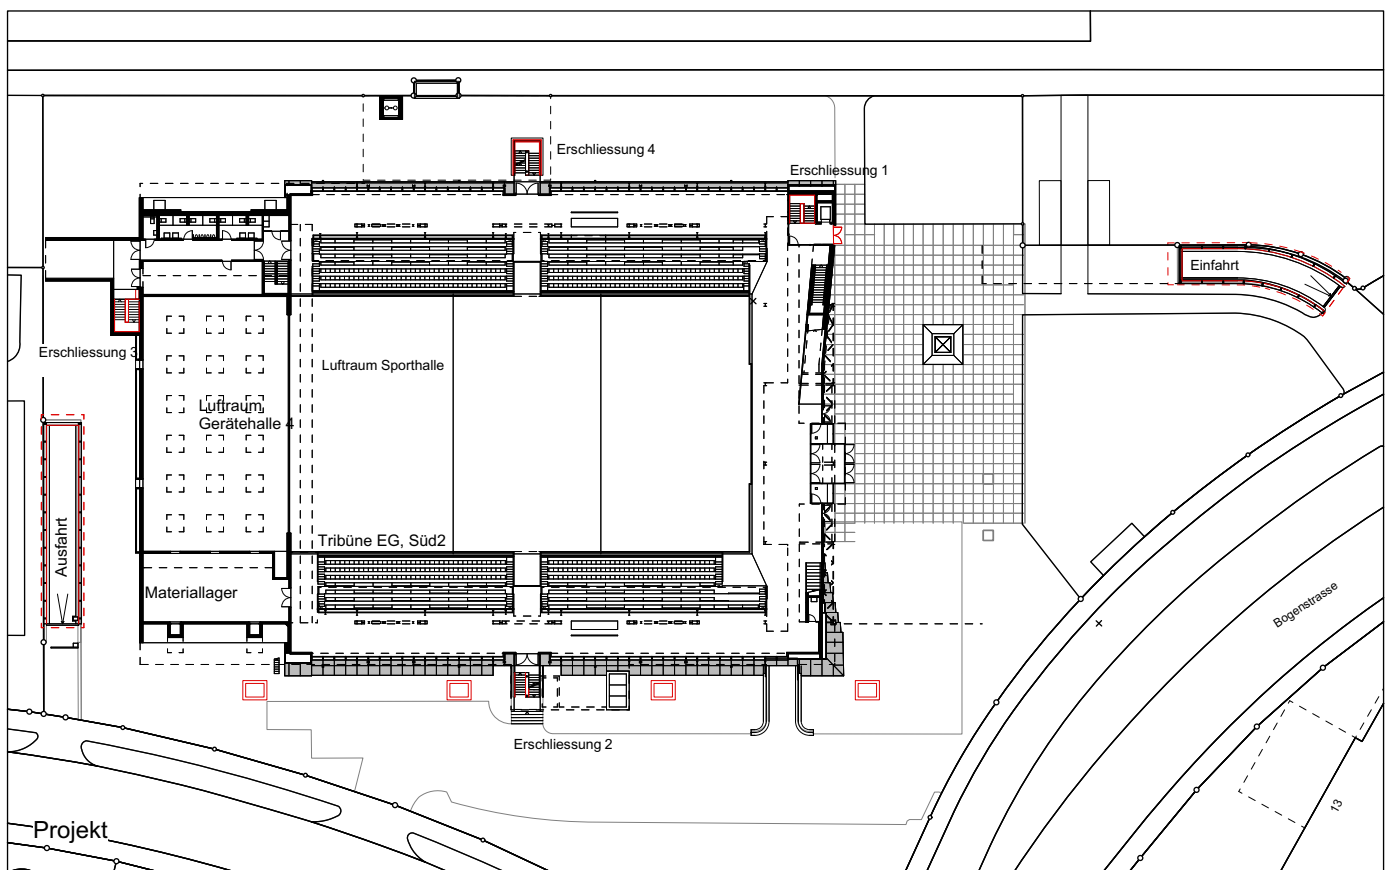 Erschliessung 4
Erschliessung 1
Einfahrt
Erschliessung 3
Luftraum Sporthalle
Luftraum
Gerätehalle 4
Ausfahrt
Tribüne EG, Süd2
Materiallager
Bogenstrasse
Erschliessung 2
13
Projekt